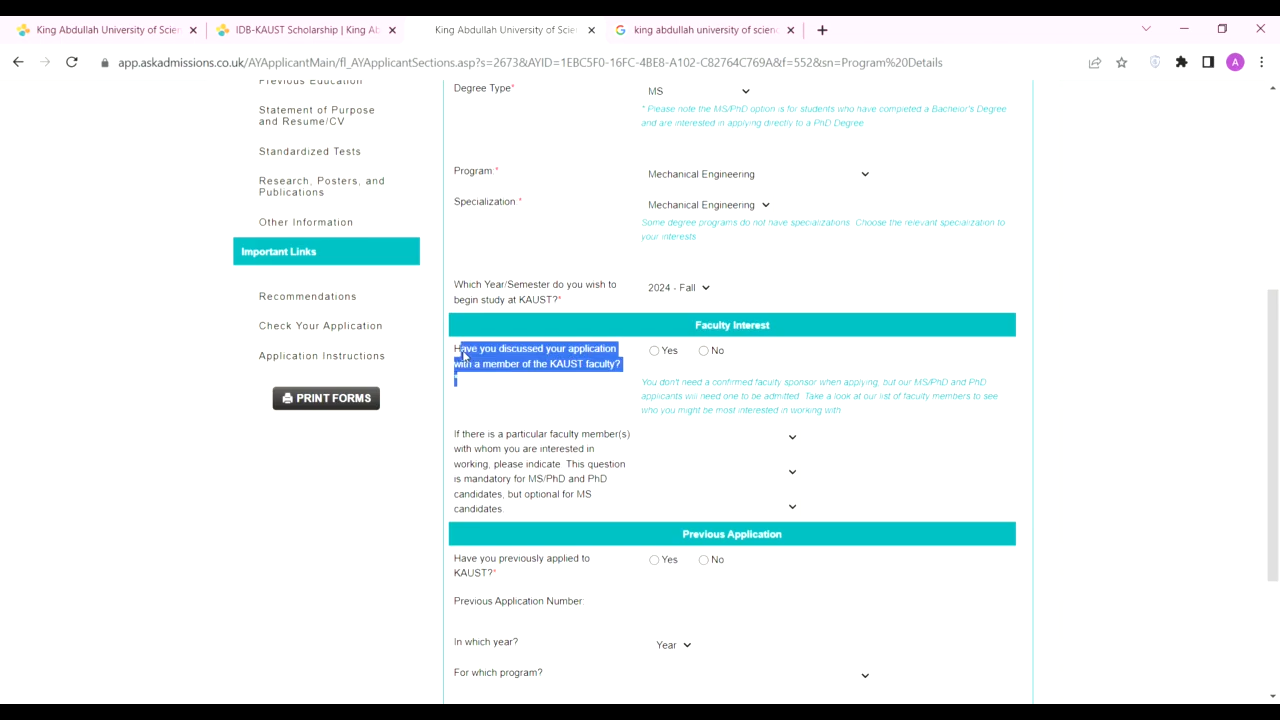 King Abdullah University of Scien
IDB-KAUST Scholarship | King Ab
King Abdullah University of Scien
king abdullah university of scienc
app.askadmissions.co.uk/AYApplicantMain/fl_AYApplicantSections.asp?s=2673&AYID=1EBC5F0-16FC-4BE8-A102-C82764C769A&f=552&sn=Program%20Details
A
Previous Education
Statement of Purpose
and Resume/CV
Standardized Tests
Research, Posters, and
Publications
Other Information
Important Links
Recommendations
Check Your Application
Application Instructions
PRINT FORMS
Degree Type*
MS
* Please note the MS/PhD option is for students who have completed a Bachelor's Degree
and are interested in applying directly to a PhD Degree
Program:*
Mechanical Engineering
Specialization *
Mechanical Engineering
Some degree programs do not have specializations. Choose the relevant specialization to
your interests
Which Year/Semester do you wish to
begin study at KAUST?*
2024 - Fall
Faculty Interest
Have you discussed your application
with a member of the KAUST faculty?
*
Yes
No
You don't need a confirmed faculty sponsor when applying, but our MS/PhD and PhD
applicants will need one to be admitted. Take a look at our list of faculty members to see
who you might be most interested in working with
If there is a particular faculty member(s)
with whom you are interested in
working, please indicate. This question
is mandatory for MS/PhD and PhD
candidates, but optional for MS
candidates.
Previous Application
Have you previously applied to
KAUST?*
Yes
No
Previous Application Number:
In which year?
Year
For which program?